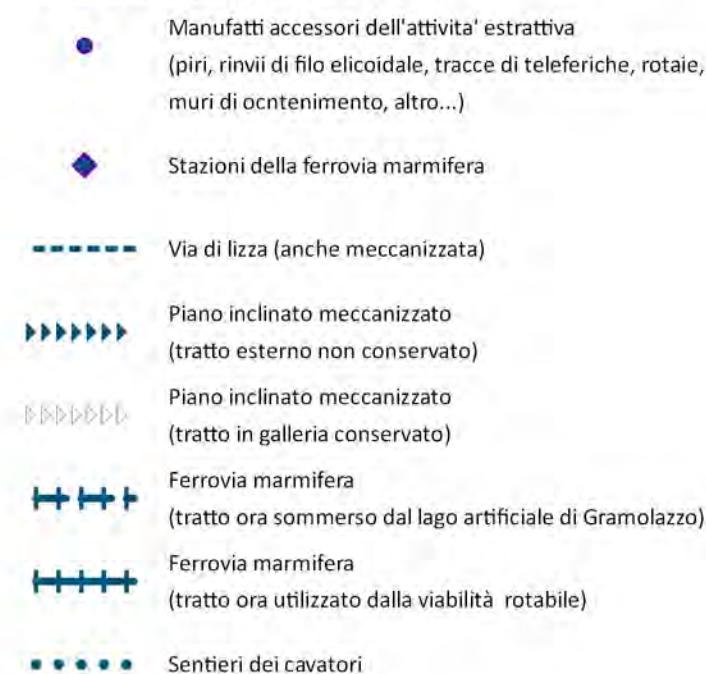 Manufatti accessori dell'attivita' estrattiva
(piri, rinvii di filo elicoidale, tracce di teleferiche, rotaie,
muri di ocntenimento, altro...)
Stazioni della ferrovia marmifera
Via di lizza (anche meccanizzata)
Piano inclinato meccanizzato
(tratto esterno non conservato)
Piano inclinato meccanizzato
(tratto in galleria conservato)
Ferrovia marmifera
(tratto ora sommerso dal lago artificiale di Gramolazzo)
Ferrovia marmifera
(tratto ora utilizzato dalla viabilità rotabile)
Sentieri dei cavatori